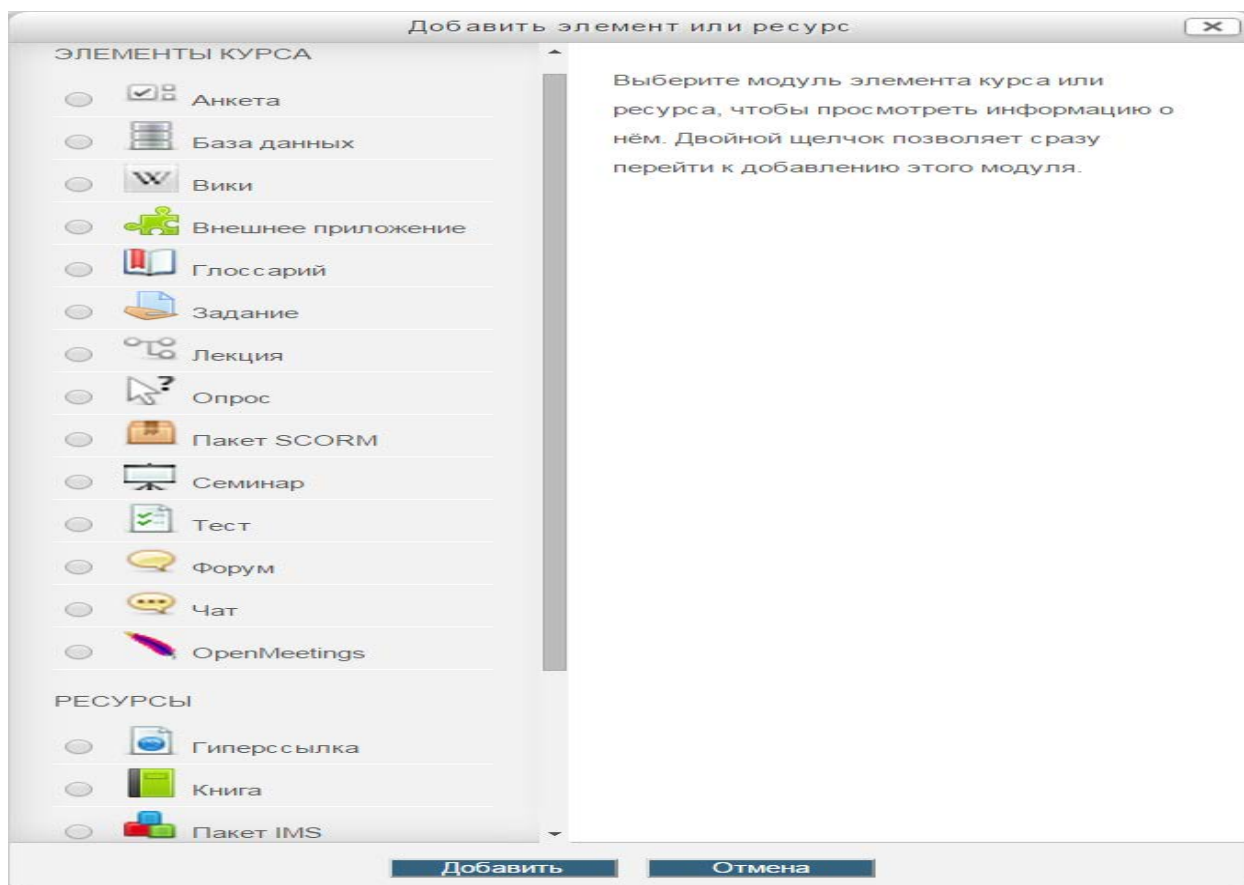 Добавить элемент или ресурс
ЭЛЕМЕНТЫ КУРСА
Анкета
База данных
Вики
Внешнее приложение
Глоссарий
Задание
Лекция
Опрос
Пакет SCORM
Семинар
Тест
Форум
Чат
OpenMeetings
РЕСУРСЫ
Гиперссылка
Книга
Пакет IMS
Выберите модуль элемента курса или
ресурса, чтобы просмотреть информацию о
нём. Двойной щелчок позволяет сразу
перейти к добавлению этого модуля.
Добавить
Отмена